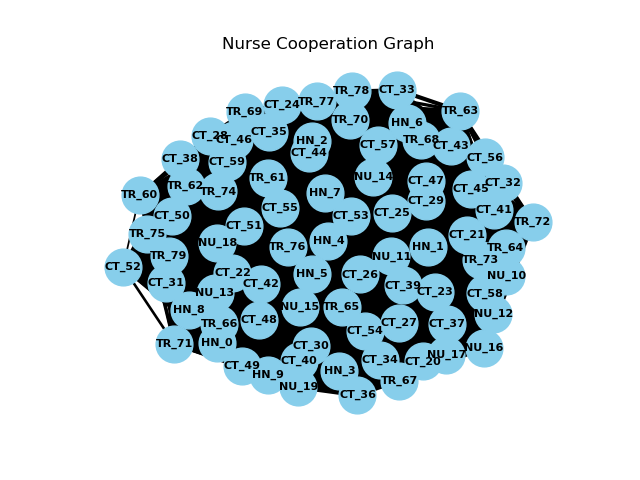 Nurse Cooperation Graph
TR_78
CT_33
TR_77
CT_24
TR_69
TR_63
TR_70
HN_6
CT_35
CT_28
CT_46
HN_2
TR_68
CT_57
CT_43
CT_44
CT_56
CT_38
CT_59
TR_61
NU_14
CT_47
CT_32
TR_62
TR_74
CT_45
TR_60
HN_7
CT_29
CT_55
CT_41
CT_50
CT_53
CT_25
TR_72
CT_51
TR_75
CT_21
NU_18
HN_4
TR_76
HN_1
TR_64
TR_79
NU_11
TR_73
CT_52
CT_22
HN_5
CT_26
NU_10
CT_31
CT_42
CT_39
NU_13
CT_23
CT_58
HN_8
NU_15
TR_65
NU_12
CT_48
TR_66
CT_27
CT_37
CT_54
TR_71
HN_0
CT_30
NU_16
NU_17
CT_40
CT_34
CT_20
CT_49
HN_3
HN_9
TR_67
NU_19
CT_36